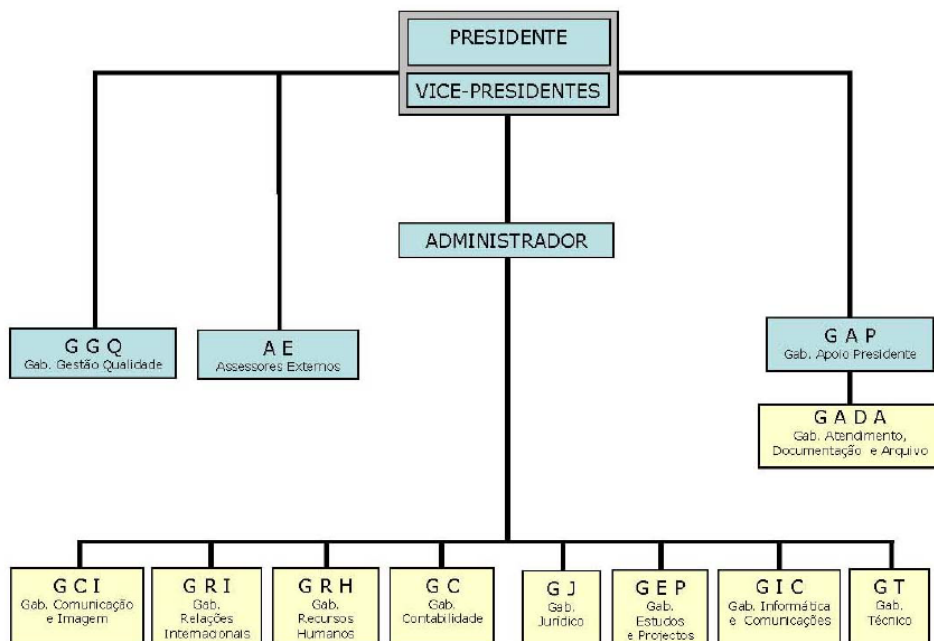 PRESIDENTE
VICE-PRESIDENTES
ADMINISTRADOR
G G Q
Gab. Gestão Qualidade
A E
Assessores Externos
G A P
Gab. Apoio Presidente
G A D A
Gab. Atendimento,
Documentação e Arquivo
G C I
Gab. Comunicação
e Imagem
G R I
Gab.
Relações
Internacionais
G R H
Gab.
Recursos
Humanos
G C
Gab.
Contabilidade
G J
Gab.
Jurídico
G E P
Gab.
Estudos
e Projectos
G I C
Gab. Informática
e Comunicações
G T
Gab.
Técnico